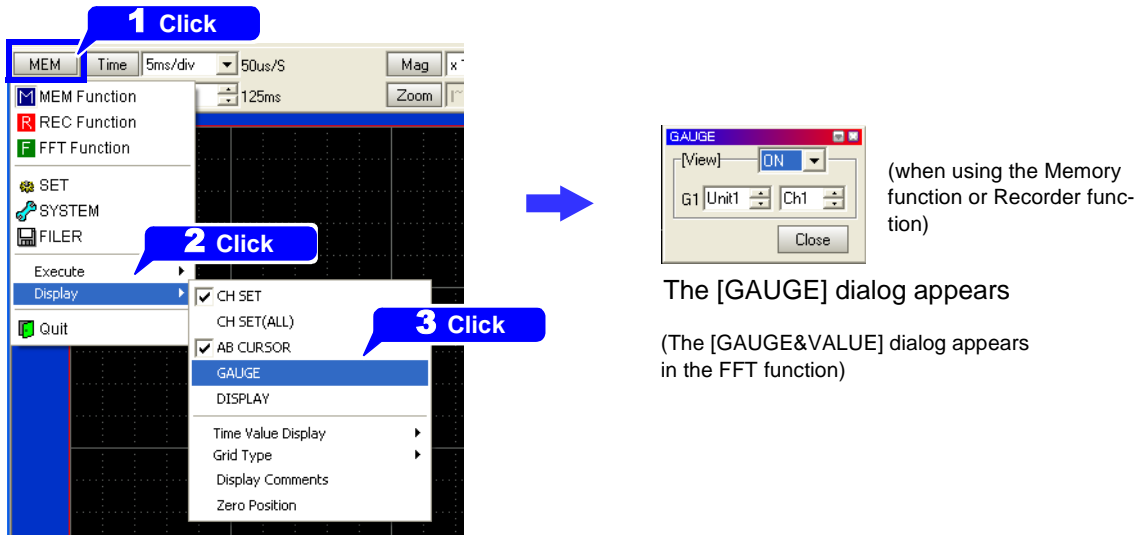 1 Click
MEM Time 5ms/div 50us/S Mag
125ms Zoom
M MEM Function
R REC Function
F FFT Function
SET
SYSTEM
FILER
2 Click
Execute
Display
Quit
CH SET
CH SET(ALL)
3 Click
AB CURSOR
GAUGE
DISPLAY
Time Value Display
Grid Type
Display Comments
Zero Position
GAUGE
[View] ON
G1 Unit1 Ch1
Close
(when using the Memory
function or Recorder func-
tion)
The [GAUGE] dialog appears
(The [GAUGE&VALUE] dialog appears
in the FFT function)